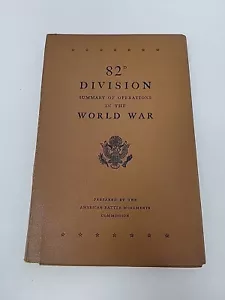 82D
DIVISION
SUMMARY OF OPERATIONS
IN THE
WORLD WAR
PREPARED BY THE
AMERICAN BATTLE MONUMENTS
COMMISSION